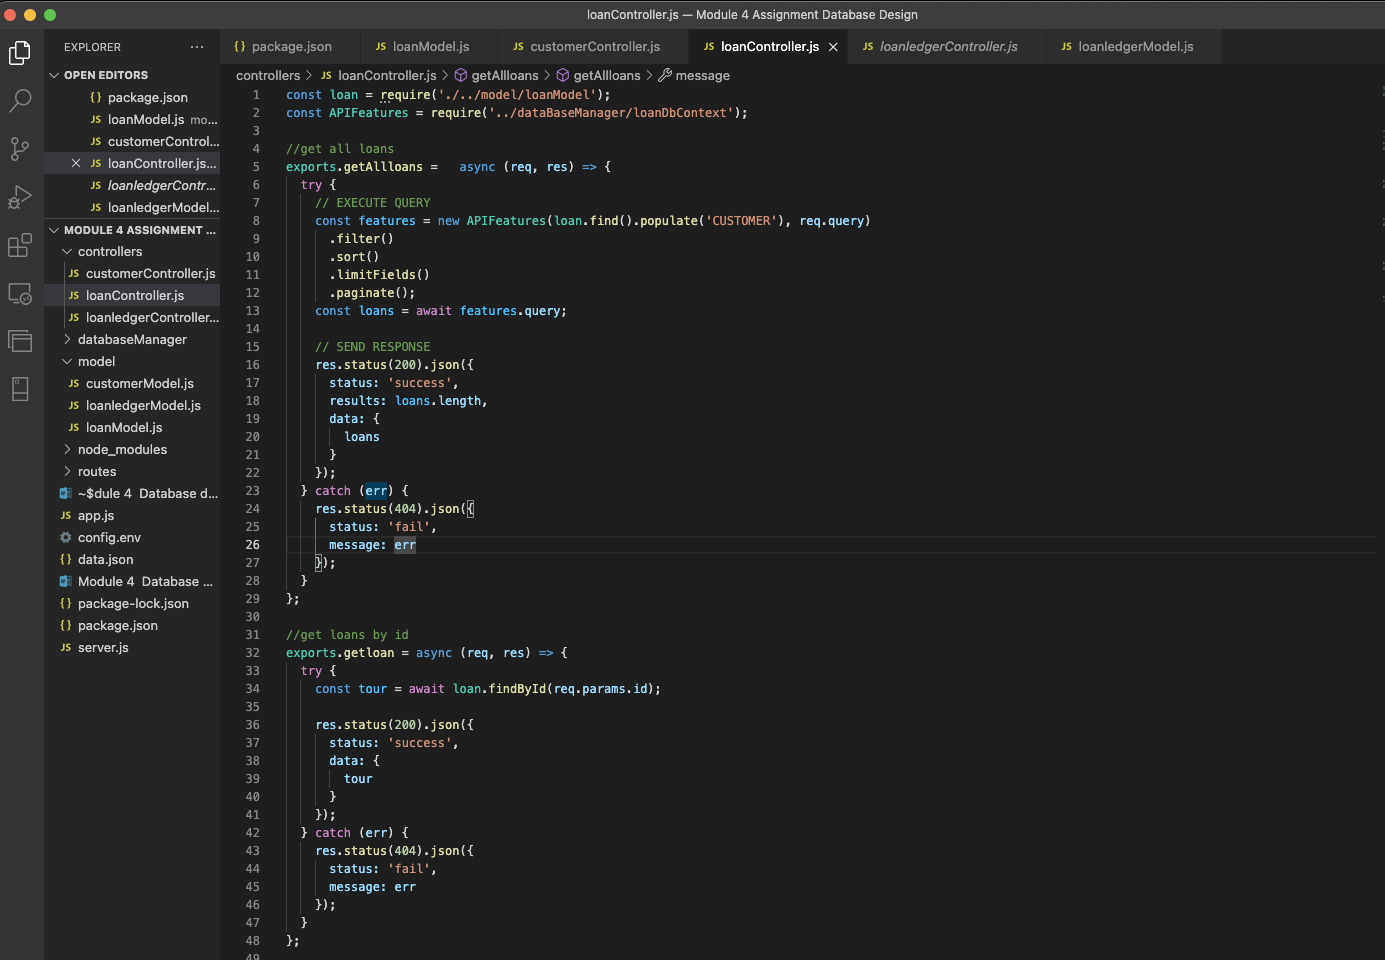 loanController.js — Module 4 Assignment Database Design
EXPLORER
OPEN EDITORS
package.json
loanModel.js mo...
customerControl...
loanController.js...
loanledgerContr...
loanledgerModel...
MODULE 4 ASSIGNMENT ...
controllers
customerController.js
loanController.js
loanledgerController...
databaseManager
model
customerModel.js
loanledgerModel.js
loanModel.js
node_modules
routes
~$dule 4  Database d...
app.js
config.env
data.json
Module 4  Database ...
package-lock.json
package.json
server.js
{} package.json JS loanModel.js JS customerController.js JS loanController.js JS loanledgerController.js JS loanledgerModel.js
controllers > JS loanController.js > getAllloans > getAllloans > message
1 const loan = require('./../model/loanModel');
2 const APIFeatures = require('../dataBaseManager/loanDbContext');
3
4 //get all loans
5 exports.getAllloans =   async (req, res) => {
6   try {
7     // EXECUTE QUERY
8     const features = new APIFeatures(loan.find().populate('CUSTOMER'), req.query)
9       .filter()
10       .sort()
11       .limitFields()
12       .paginate();
13     const loans = await features.query;
14
15     // SEND RESPONSE
16     res.status(200).json({
17       status: 'success',
18       results: loans.length,
19       data: {
20         loans
21       }
22     });
23   } catch (err) {
24     res.status(404).json({
25       status: 'fail',
26       message: err
27     });
28   }
29 };
30
31 //get loans by id
32 exports.getloan = async (req, res) => {
33   try {
34     const tour = await loan.findById(req.params.id);
35
36     res.status(200).json({
37       status: 'success',
38       data: {
39         tour
40       }
41     });
42   } catch (err) {
43     res.status(404).json({
44       status: 'fail',
45       message: err
46     });
47   }
48 };
49